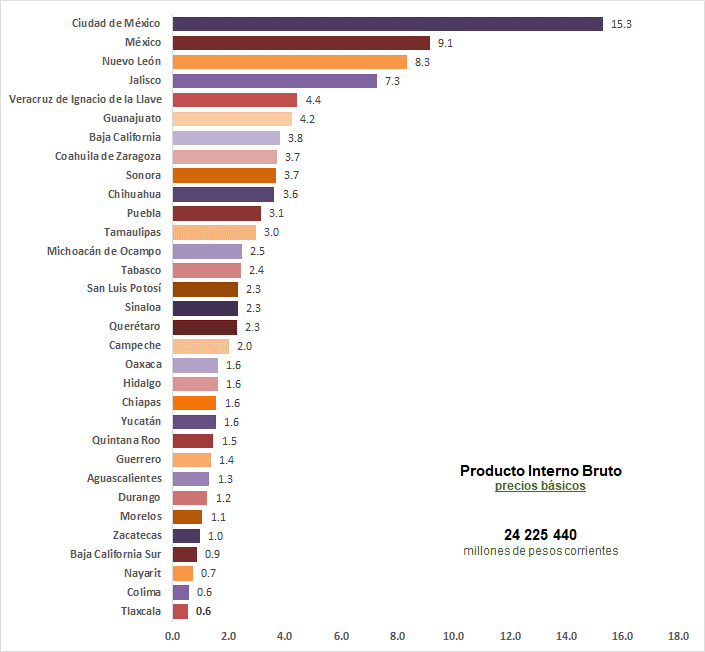 Ciudad de México 15.3
México 9.1
Nuevo León 8.3
Jalisco 7.3
Veracruz de Ignacio de la Llave 4.4
Guanajuato 4.2
Baja California 3.8
Coahuila de Zaragoza 3.7
Sonora 3.7
Chihuahua 3.6
Puebla 3.1
Tamaulipas 3.0
Michoacán de Ocampo 2.5
Tabasco 2.4
San Luis Potosí 2.3
Sinaloa 2.3
Querétaro 2.3
Campeche 2.0
Oaxaca 1.6
Hidalgo 1.6
Chiapas 1.6
Yucatán 1.6
Quintana Roo 1.5
Guerrero 1.4
Aguascalientes 1.3
Durango 1.2
Morelos 1.1
Zacatecas 1.0
Baja California Sur 0.9
Nayarit 0.7
Colima 0.6
Tlaxcala 0.6
0.0 2.0 4.0 6.0 8.0 10.0 12.0 14.0 16.0 18.0
Producto Interno Bruto
precios básicos
24 225 440
millones de pesos corrientes